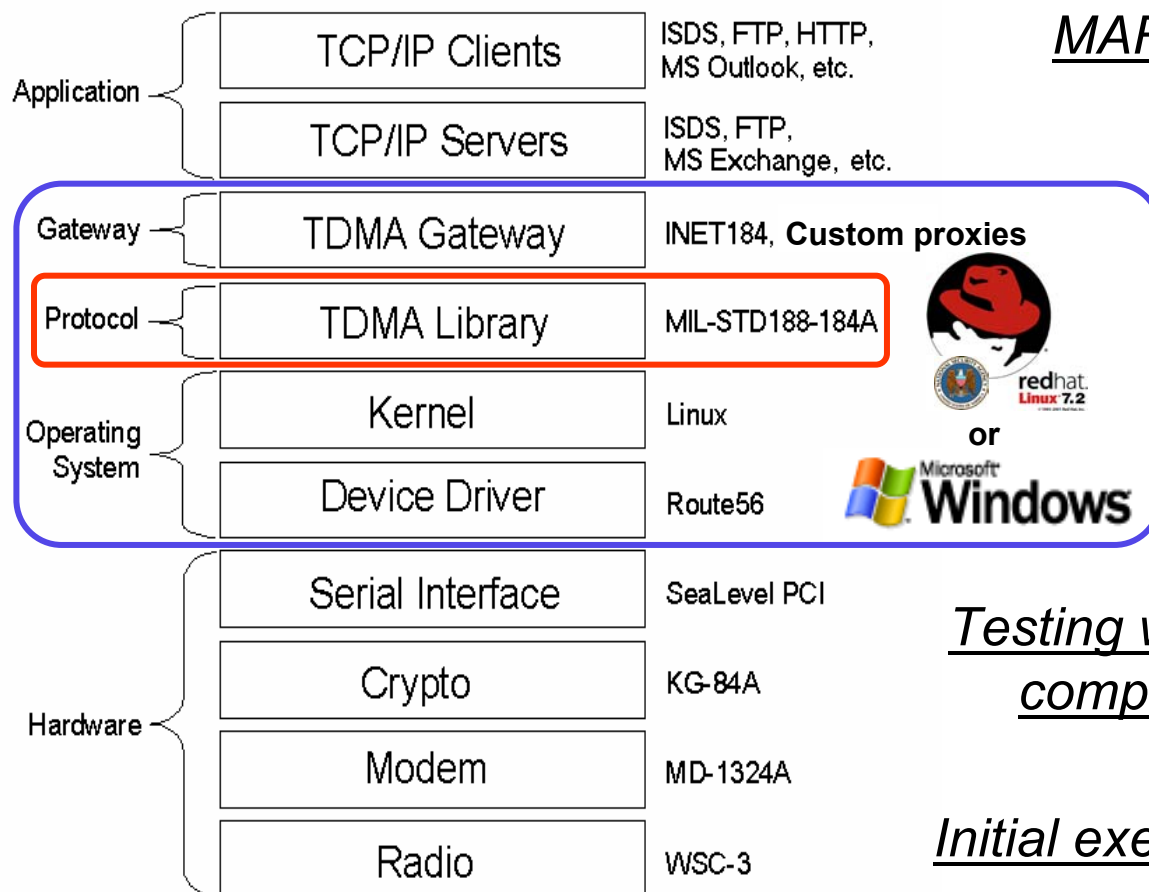 MAR
Application
TCP/IP Clients
ISDS, FTP, HTTP,
MS Outlook, etc.
TCP/IP Servers
ISDS, FTP,
MS Exchange, etc.
Gateway
TDMA Gateway
INET184, Custom proxies
Protocol
TDMA Library
MIL-STD188-184A
redhat.
Linux 7.2
or
Microsoft
Windows
Operating
System
Kernel
Linux
Device Driver
Route56
Hardware
Serial Interface
SeaLevel PCI
Crypto
KG-84A
Modem
MD-1324A
Radio
WSC-3
Testing
comp
Initial exe